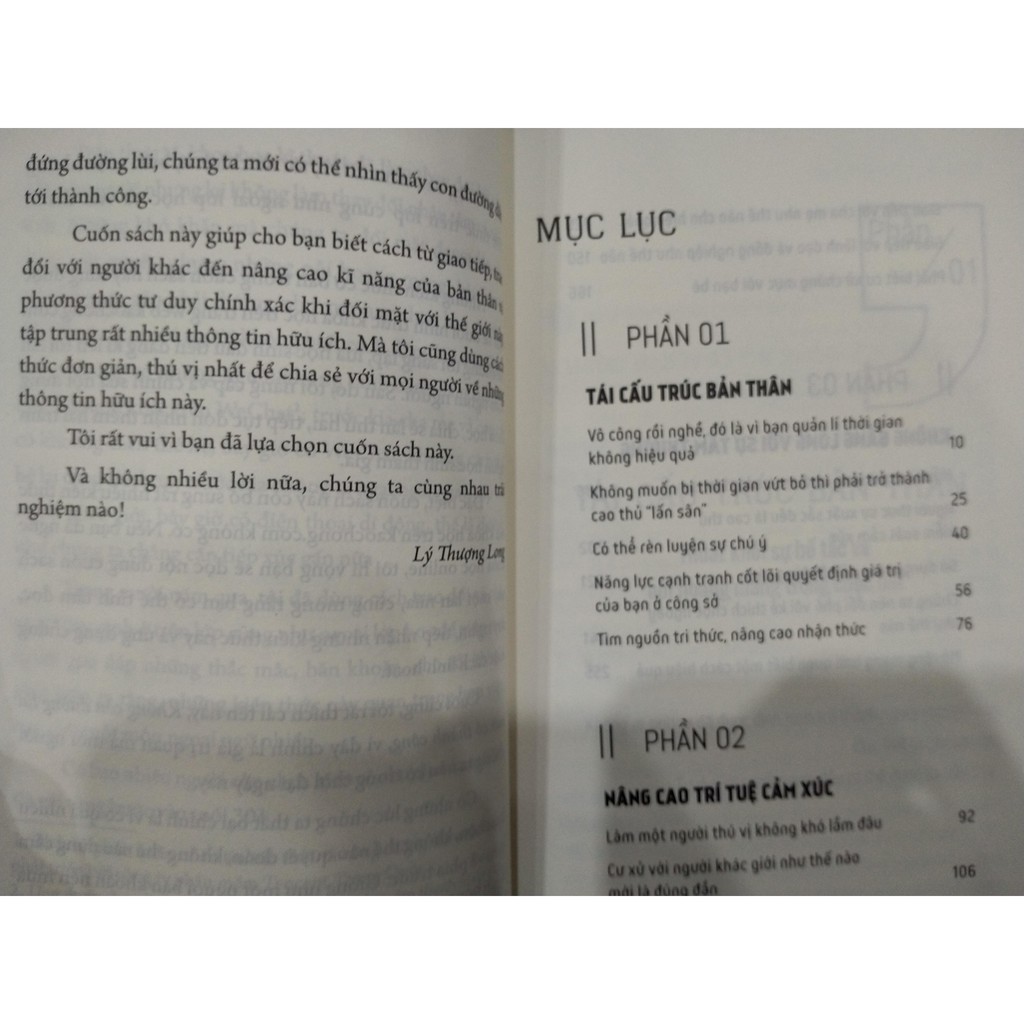 đứng đường lùi, chúng ta mới có thể nhìn thấy con đường
tới thành công.
Cuốn sách này giúp cho bạn biết cách từ giao tiếp,
đối với người khác đến nâng cao kĩ năng của bản thân
phương thức tư duy chính xác khi đối mặt với thế giới
tập trung rất nhiều thông tin hữu ích. Mà tôi cũng dùng các
thức đơn giản, thú vị nhất để chia sẻ với mọi người về những
thông tin hữu ích này.
Tôi rất vui vì bạn đã lựa chọn cuốn sách này.
Và không nhiều lời nữa, chúng ta cùng nhau trải
nghiệm nào!
Lý Thượng Long
MỤC LỤC
|| PHẦN 01
TÁI CẤU TRÚC BẢN THÂN
Vô công rồi nghề, đó là vì bạn quản lí thời gian
không hiệu quả 10
Không muốn bị thời gian vứt bỏ thì phải trở thành
cao thủ "lấn sân" 25
Có thể rèn luyện sự chú ý 40
Năng lực cạnh tranh cốt lõi quyết định giá trị
của bạn ở công sở 56
Tìm nguồn tri thức, nâng cao nhận thức 76
|| PHẦN 02
NÂNG CAO TRÍ TUỆ CẢM XÚC
Làm một người thú vị không khó lắm đâu 92
Cư xử với người khác giới như thế nào
mới là đúng đắn 106